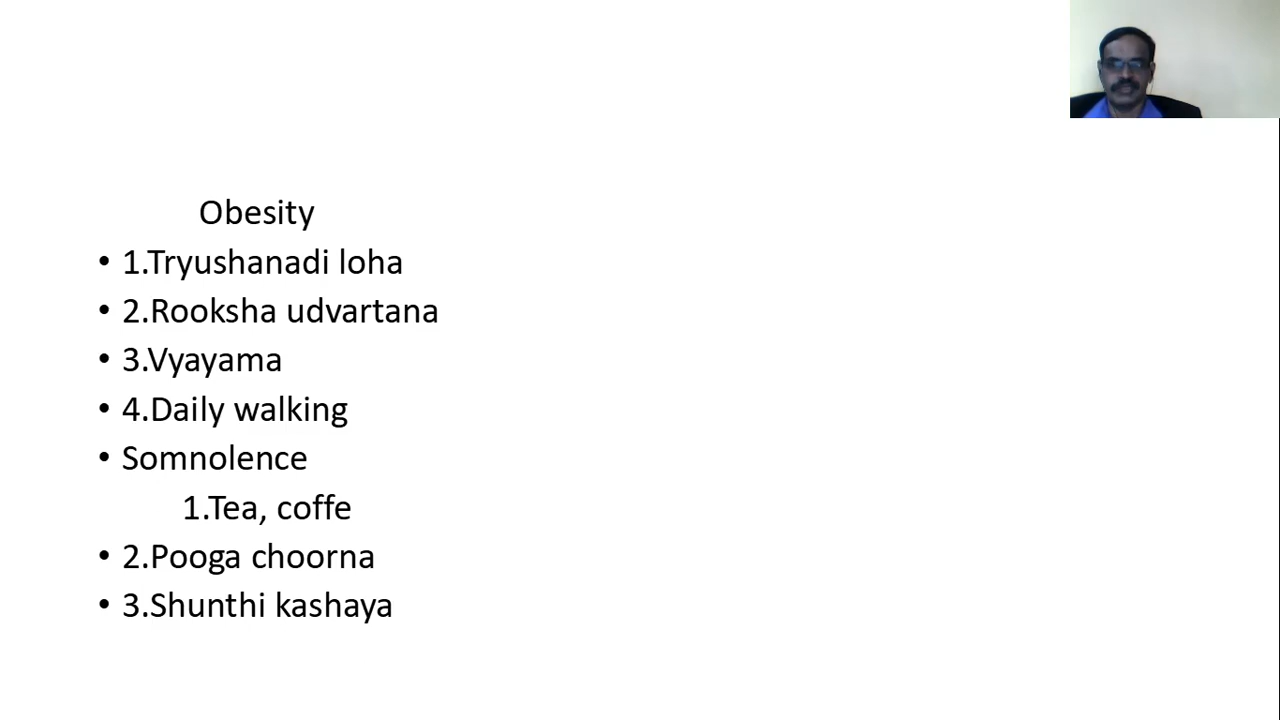 Obesity
• 1.Tryushanadi loha
• 2.Rooksha udvartana
• 3.Vyayama
• 4.Daily walking
• Somnolence
1.Tea, coffe
• 2.Pooga choorna
• 3.Shunthi kashaya